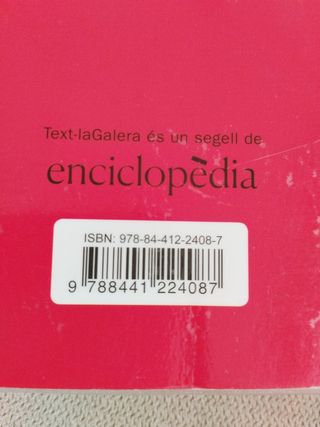 Text-laGalera és un segell de
enciclopèdia
ISBN: 978-84-412-2408-7
9 788441 224087